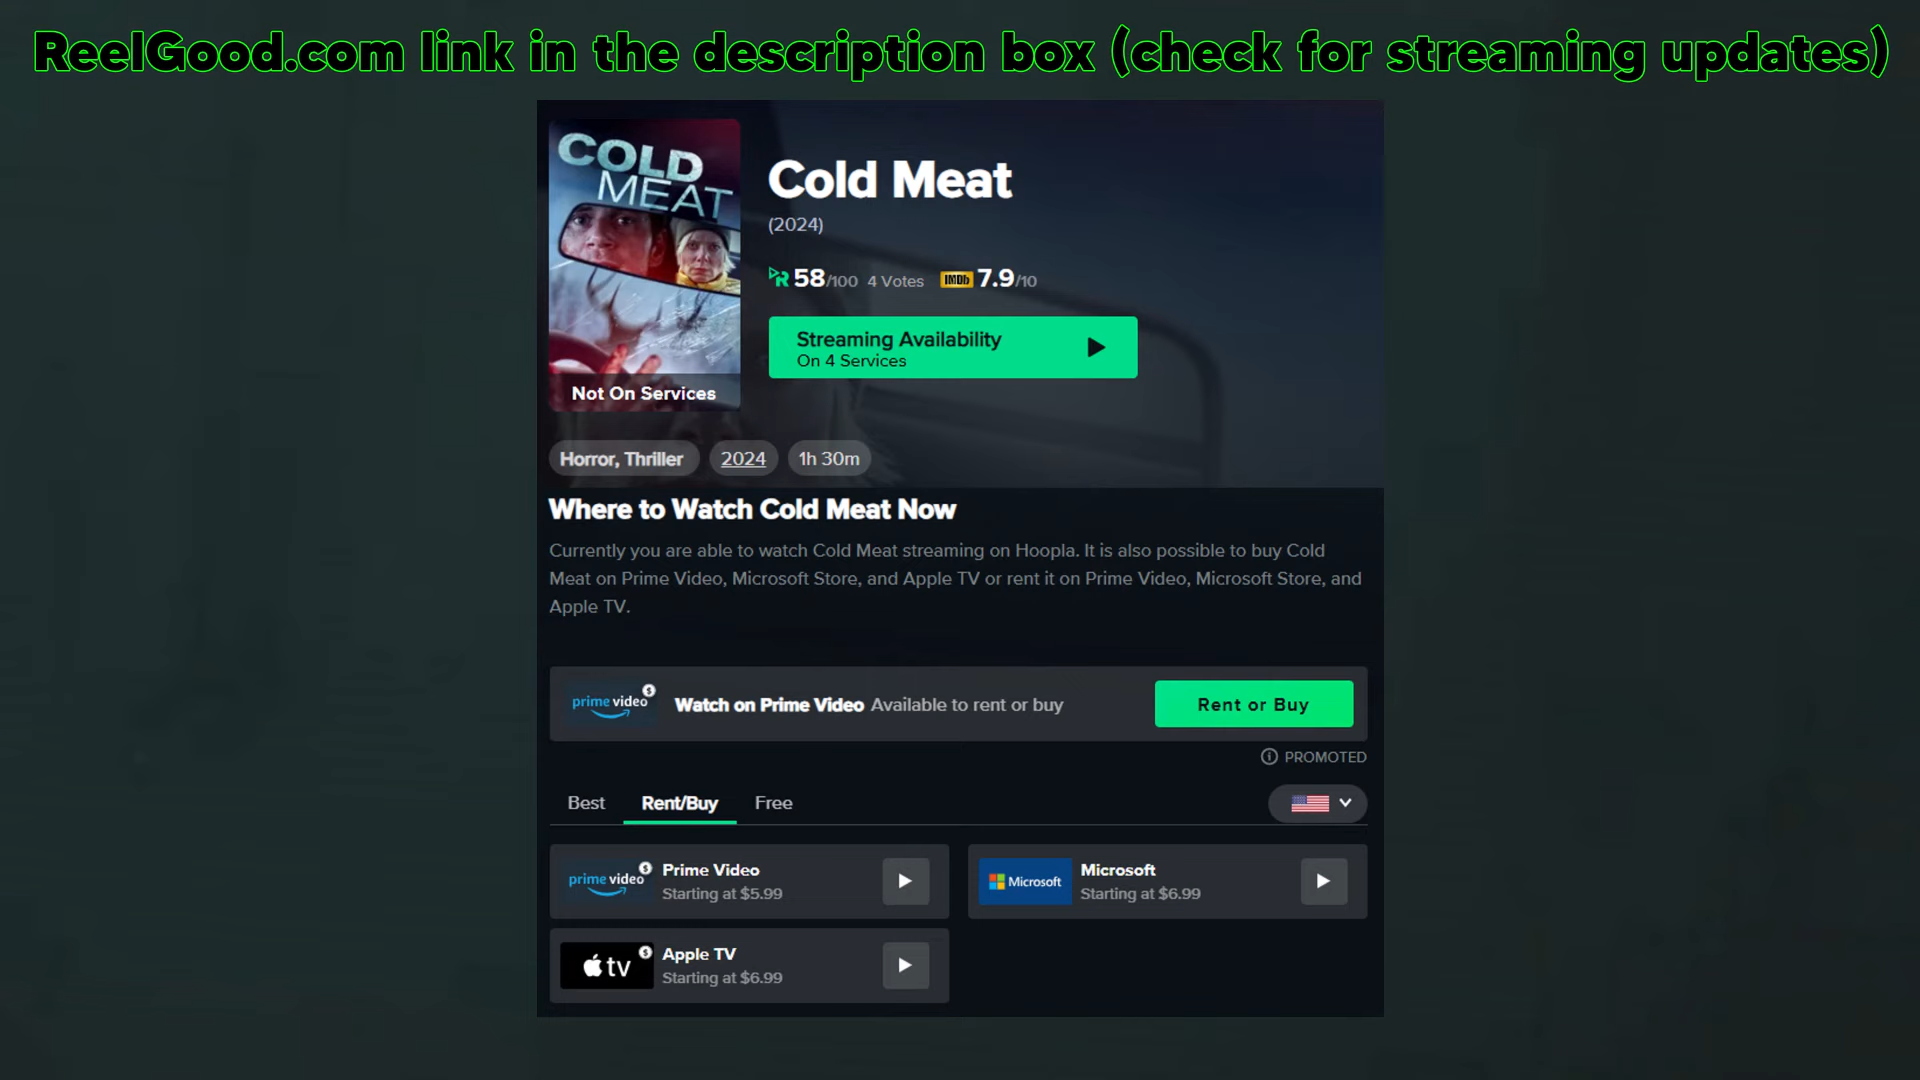 ReelGood.com link in the description box (check for streaming updates)
COLD
MEAT
Not On Services
Cold Meat
(2024)
58/100 4 Votes IMDb 7.9/10
Streaming Availability
On 4 Services
Horror, Thriller 2024 1h 30m
Where to Watch Cold Meat Now
Currently you are able to watch Cold Meat streaming on Hoopla. It is also possible to buy Cold
Meat on Prime Video, Microsoft Store, and Apple TV or rent it on Prime Video, Microsoft Store, and
Apple TV.
prime video $ Watch on Prime Video Available to rent or buy Rent or Buy
PROMOTED
Best Rent/Buy Free
prime video $ Prime Video
Starting at $5.99
Microsoft Microsoft
Starting at $6.99
tv $ Apple TV
Starting at $6.99